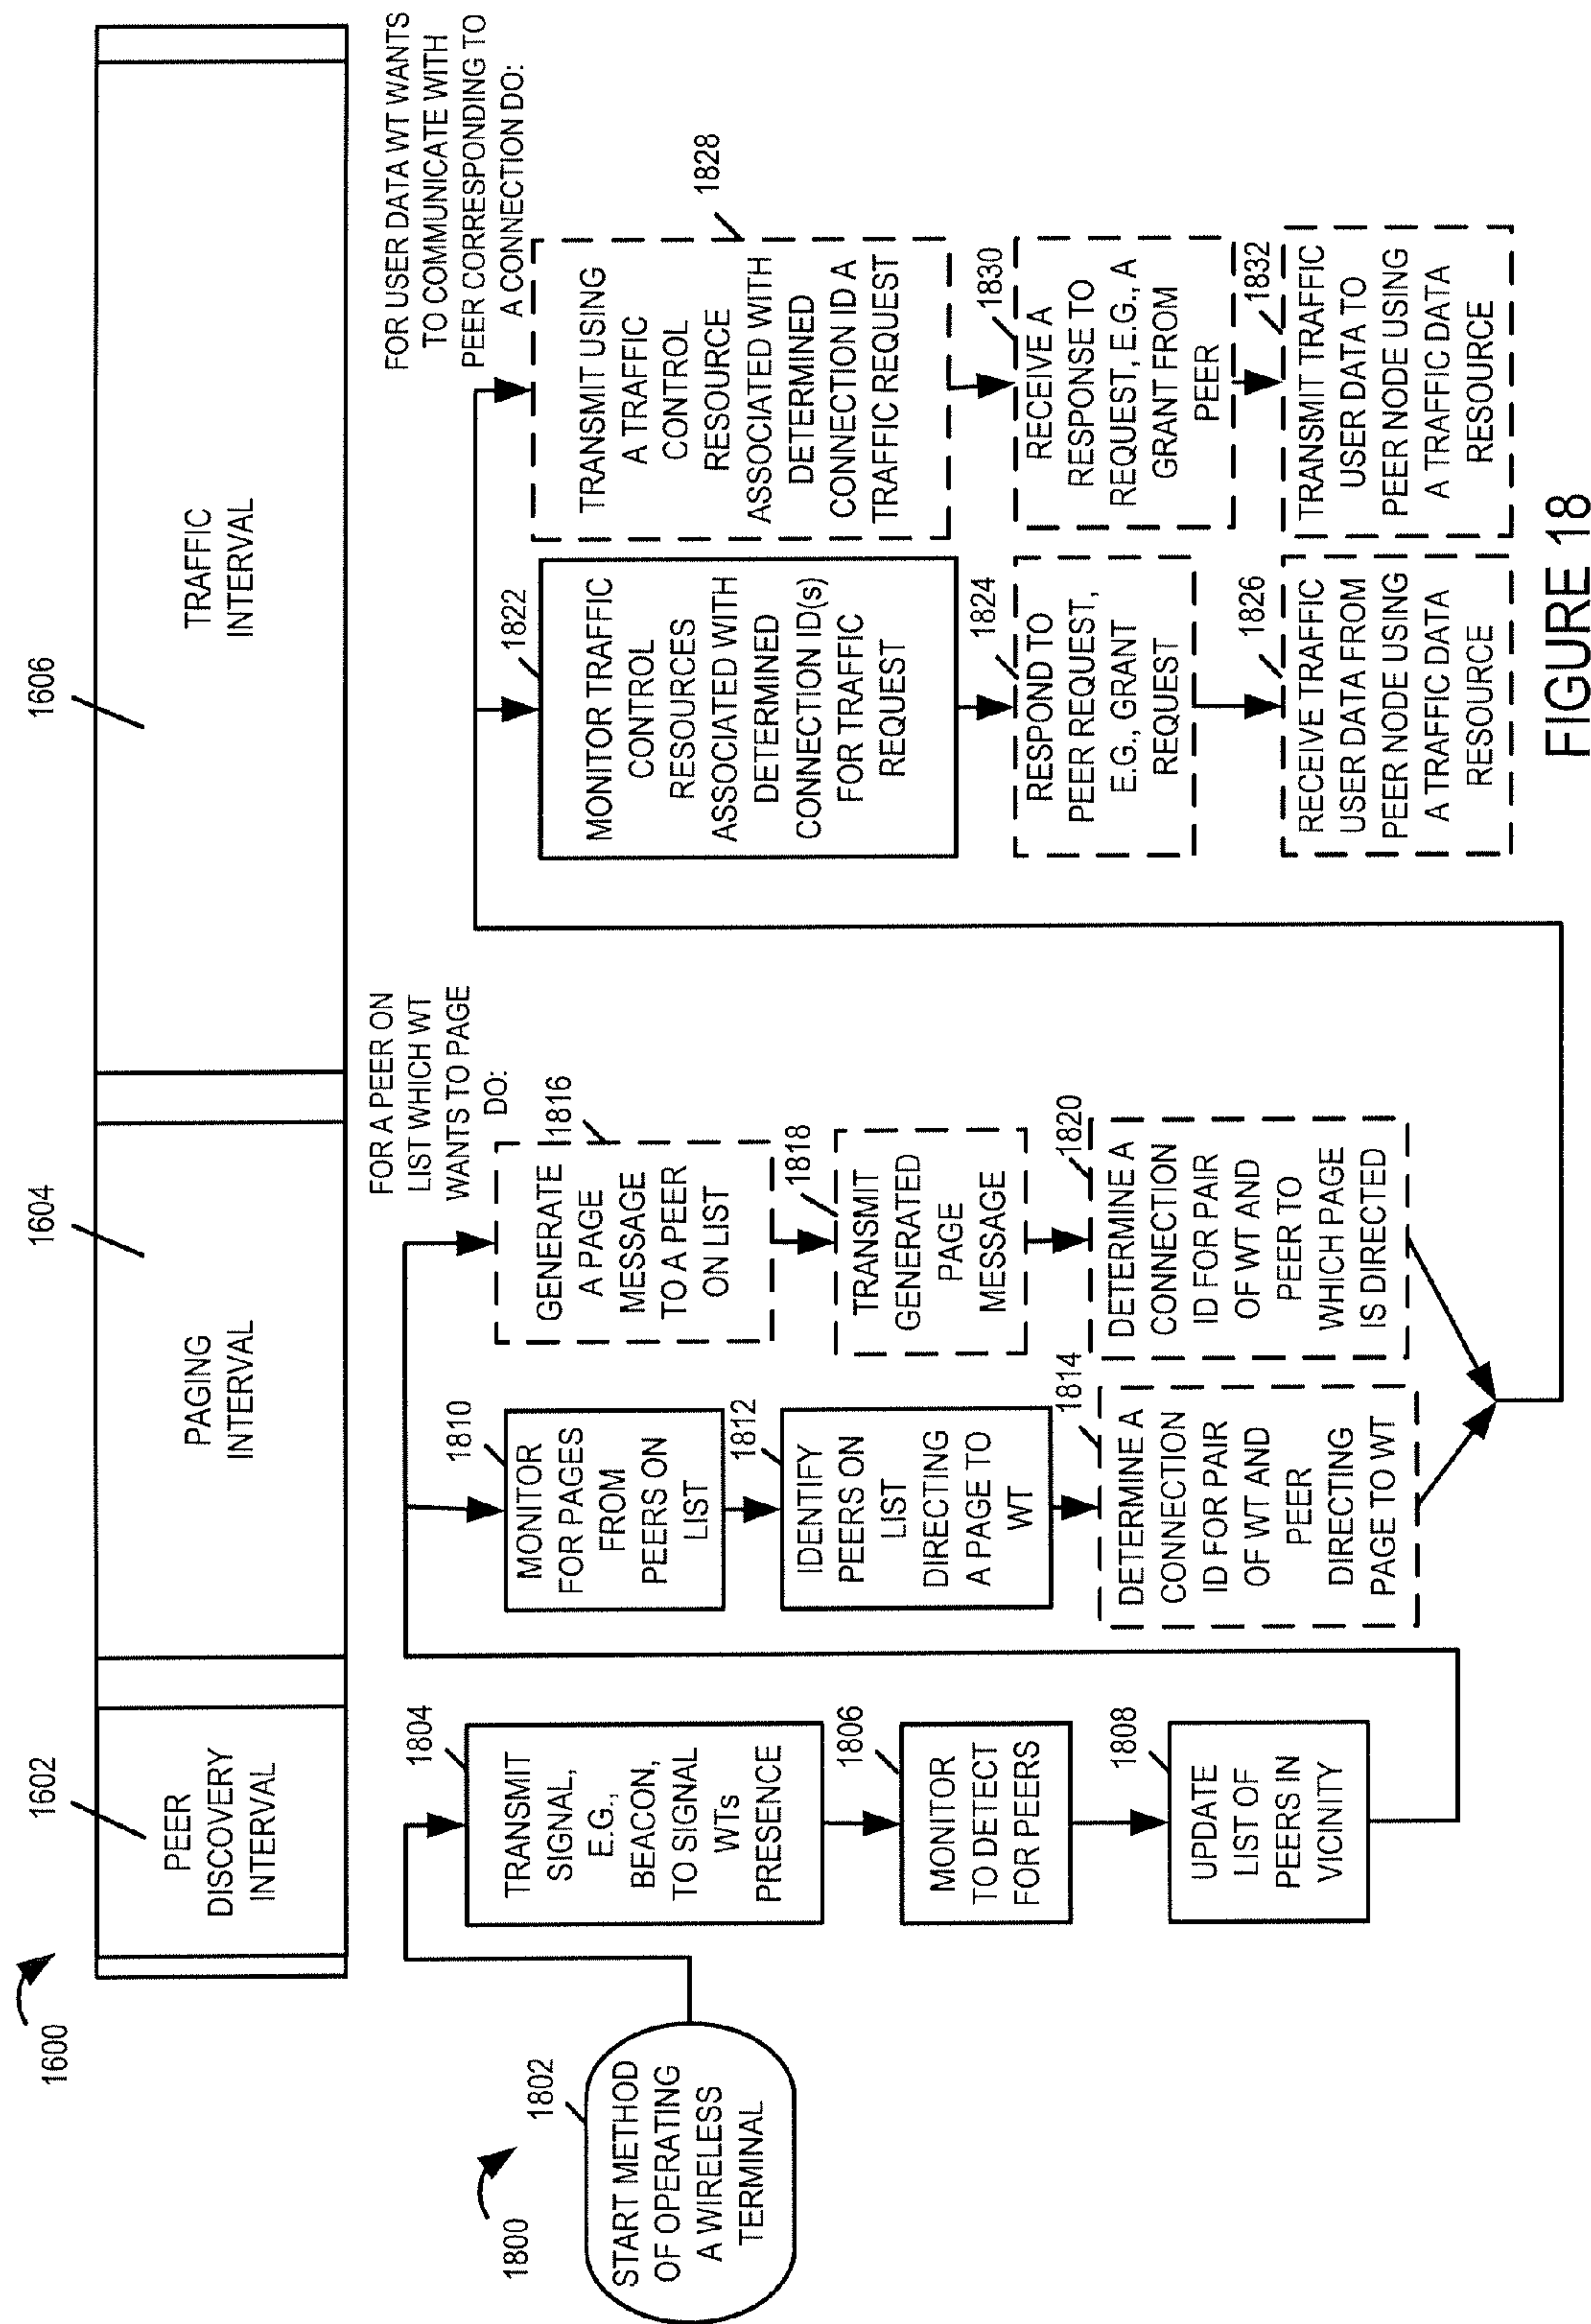 1600
1602
1604
1606
PEER
DISCOVERY
INTERVAL
PAGING
INTERVAL
TRAFFIC
INTERVAL
1800
1802
START METHOD
OF OPERATING
A WIRELESS
TERMINAL
1804
TRANSMIT
SIGNAL,
E.G.,
BEACON,
TO SIGNAL
WTs
PRESENCE
1806
MONITOR
TO DETECT
FOR PEERS
1808
UPDATE
LIST OF
PEERS IN
VICINITY
1810
MONITOR
FOR PAGES
FROM
PEERS ON
LIST
1812
IDENTIFY
PEERS ON
LIST
DIRECTING
A PAGE TO
WT
1814
DETERMINE A
CONNECTION
ID FOR PAIR
OF WT AND
PEER
DIRECTING
PAGE TO WT
FOR A PEER ON
LIST WHICH WT
WANTS TO PAGE
DO:
1816
GENERATE
A PAGE
MESSAGE
TO A PEER
ON LIST
1818
TRANSMIT
GENERATED
PAGE
MESSAGE
1820
DETERMINE A
CONNECTION
ID FOR PAIR
OF WT AND
PEER TO
WHICH PAGE
IS DIRECTED
1822
MONITOR TRAFFIC
CONTROL
RESOURCES
ASSOCIATED WITH
DETERMINED
CONNECTION ID(s)
FOR TRAFFIC
REQUEST
1824
RESPOND TO
PEER REQUEST,
E.G., GRANT
REQUEST
1826
RECEIVE TRAFFIC
USER DATA FROM
PEER NODE USING
A TRAFFIC DATA
RESOURCE
FOR USER DATA WT WANTS
TO COMMUNICATE WITH
PEER CORRESPONDING TO
A CONNECTION DO:
1828
TRANSMIT USING
A TRAFFIC
CONTROL
RESOURCE
ASSOCIATED WITH
DETERMINED
CONNECTION ID A
TRAFFIC REQUEST
1830
RECEIVE A
RESPONSE TO
REQUEST, E.G., A
GRANT FROM
PEER
1832
TRANSMIT TRAFFIC
USER DATA TO
PEER NODE USING
A TRAFFIC DATA
RESOURCE
FIGURE 18